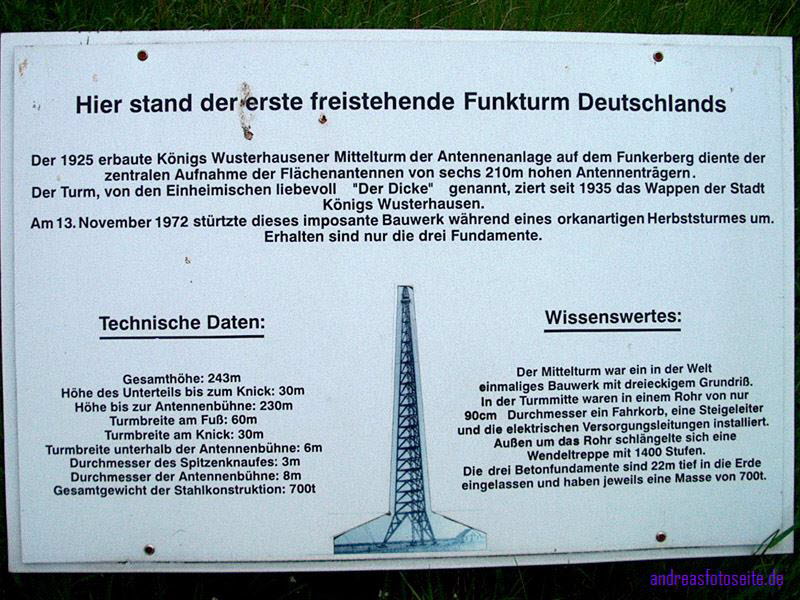 Hier stand der erste freistehende Funkturm Deutschlands
Der 1925 erbaute Königs Wusterhausener Mittelturm der Antennenanlage auf dem Funkerberg diente der
zentralen Aufnahme der Flächenantennen von sechs 210m hohen Antennenträgern.
Der Turm, von den Einheimischen liebevoll "Der Dicke" genannt, ziert seit 1935 das Wappen der Stadt
Königs Wusterhausen.
Am 13. November 1972 stürtzte dieses imposante Bauwerk während eines orkanartigen Herbststurmes um.
Erhalten sind nur die drei Fundamente.
Technische Daten:
Gesamthöhe: 243m
Höhe des Unterteils bis zum Knick: 30m
Höhe bis zur Antennenbühne: 230m
Turmbreite am Fuß: 60m
Turmbreite am Knick: 30m
Turmbreite unterhalb der Antennenbühne: 6m
Durchmesser des Spitzenknaufes: 3m
Durchmesser der Antennenbühne: 8m
Gesamtgewicht der Stahlkonstruktion: 700t
Wissenswertes:
Der Mittelturm war ein in der Welt
einmaliges Bauwerk mit dreieckigem Grundriß.
In der Turmmitte waren in einem Rohr von nur
90cm Durchmesser ein Fahrkorb, eine Steigeleiter
und die elektrischen Versorgungsleitungen installiert.
Außen um das Rohr schlängelte sich eine
Wendeltreppe mit 1400 Stufen.
Die drei Betonfundamente sind 22m tief in die Erde
eingelassen und haben jeweils eine Masse von 700t.
andreasfotoseite.de